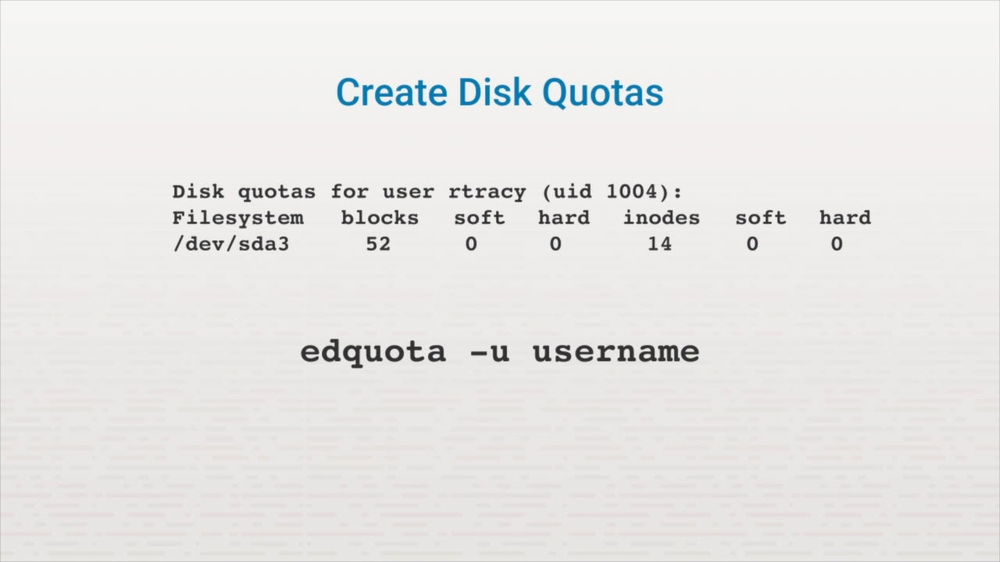 Create Disk Quotas
Disk quotas for user rtracy (uid 1004):
Filesystem blocks soft hard inodes soft hard
/dev/sda3 52 0 0 14 0 0
edquota -u username